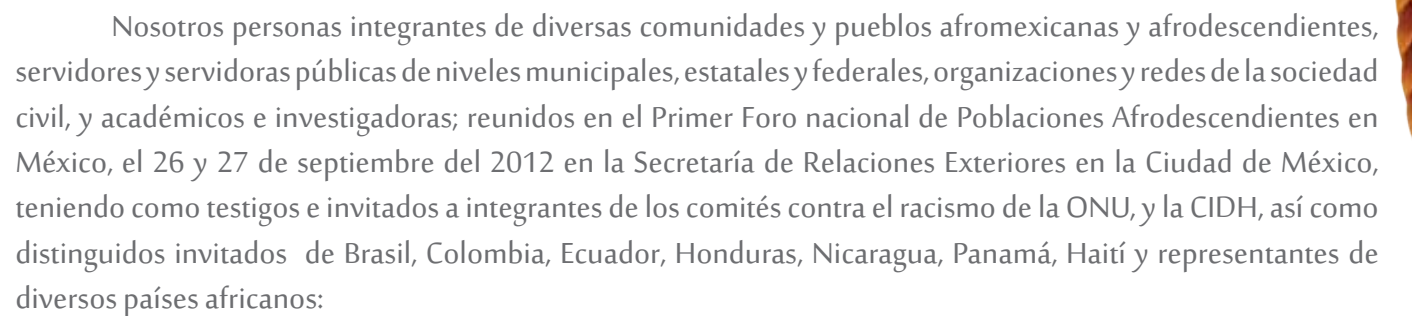 Nosotros personas integrantes de diversas comunidades y pueblos afromexicanas y afrodescendientes,
servidores y servidoras públicas de niveles municipales, estatales y federales, organizaciones y redes de la sociedad
civil, y académicos e investigadoras; reunidos en el Primer Foro nacional de Poblaciones Afrodescendientes en
México, el 26 y 27 de septiembre del 2012 en la Secretaría de Relaciones Exteriores en la Ciudad de México,
teniendo como testigos e invitados a integrantes de los comités contra el racismo de la ONU, y la CIDH, así como
distinguidos invitados de Brasil, Colombia, Ecuador, Honduras, Nicaragua, Panamá, Haití y representantes de
diversos países africanos: